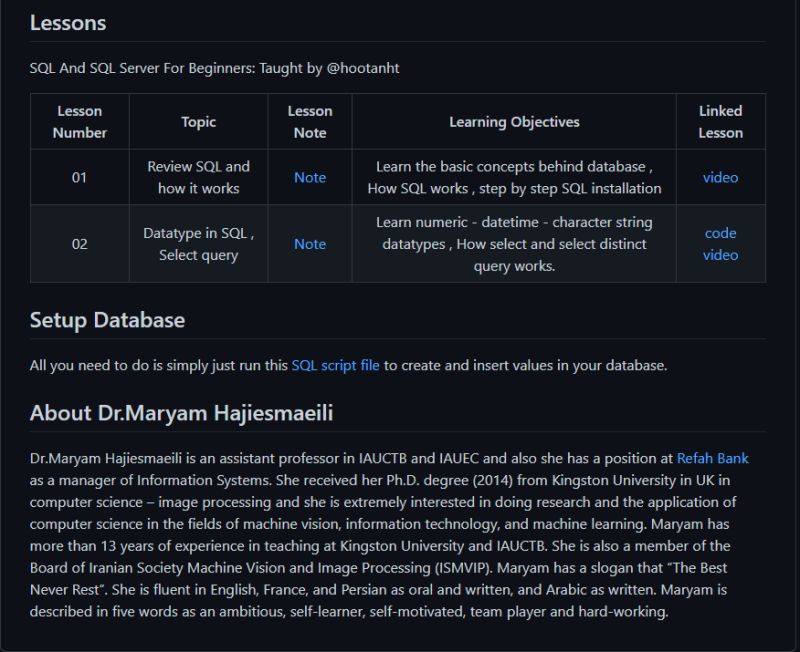 Lessons
SQL And SQL Server For Beginners: Taught by @hootanht
Lesson Number
Topic
Lesson Note
Learning Objectives
Linked Lesson
01
Review SQL and
how it works
Note
Learn the basic concepts behind database ,
How SQL works , step by step SQL installation
video
02
Datatype in SQL ,
Select query
Note
Learn numeric - datetime - character string
datatypes , How select and select distinct
query works.
code
video
Setup Database
All you need to do is simply just run this SQL script file to create and insert values in your database.
About Dr.Maryam Hajiesmaeili
Dr.Maryam Hajiesmaeili is an assistant professor in IAUCTB and IAUEC and also she has a position at Refah Bank
as a manager of Information Systems. She received her Ph.D. degree (2014) from Kingston University in UK in
computer science – image processing and she is extremely interested in doing research and the application of
computer science in the fields of machine vision, information technology, and machine learning. Maryam has
more than 13 years of experience in teaching at Kingston University and IAUCTB. She is also a member of the
Board of Iranian Society Machine Vision and Image Processing (ISMVIP). Maryam has a slogan that “The Best
Never Rest“. She is fluent in English, France, and Persian as oral and written, and Arabic as written. Maryam is
described in five words as an ambitious, self-learner, self-motivated, team player and hard-working.